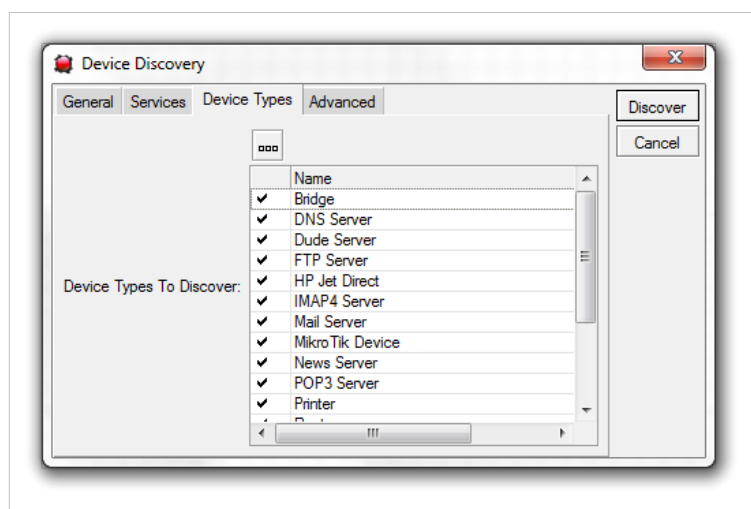 Device Discovery
General Services Device Types Advanced
Discover
Cancel
Name
Bridge
DNS Server
Dude Server
FTP Server
Device Types To Discover:
HP Jet Direct
IMAP4 Server
Mail Server
MikroTik Device
News Server
POP3 Server
Printer